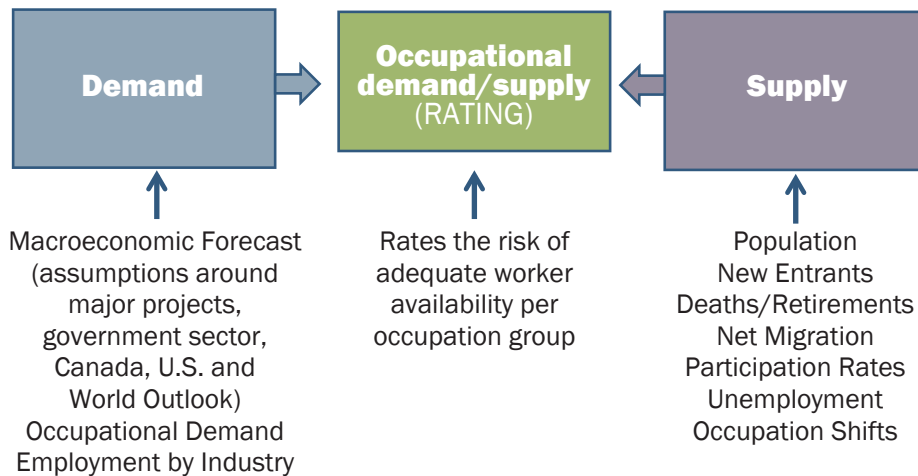 Demand
Occupational
demand/supply
(RATING)
Supply
Macroeconomic Forecast
(assumptions around
major projects,
government sector,
Canada, U.S. and
World Outlook)
Occupational Demand
Employment by Industry
Rates the risk of
adequate worker
availability per
occupation group
Population
New Entrants
Deaths/Retirements
Net Migration
Participation Rates
Unemployment
Occupation Shifts